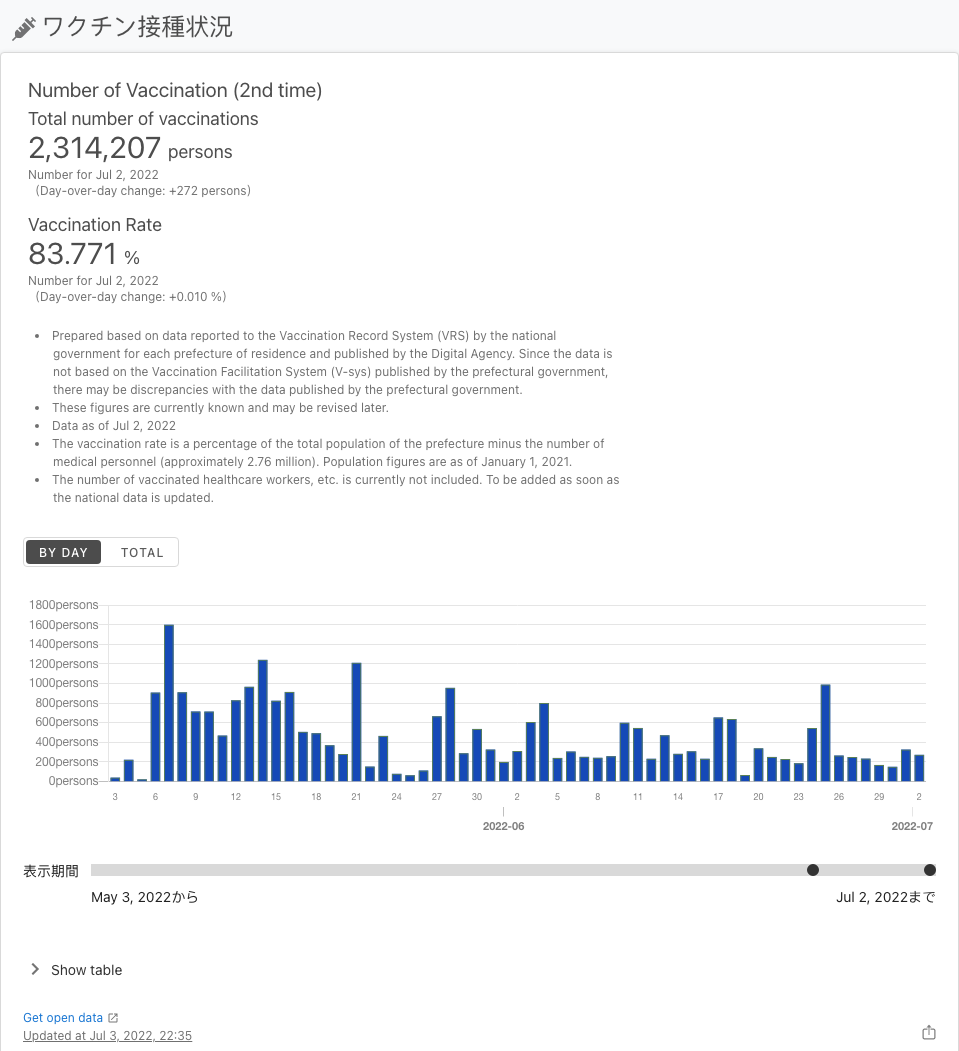 ワクチン接種状況
Number of Vaccination (2nd time)
Total number of vaccinations
2,314,207 persons
Number for Jul 2, 2022
(Day-over-day change: +272 persons)
Vaccination Rate
83.771 %
Number for Jul 2, 2022
(Day-over-day change: +0.010 %)
• Prepared based on data reported to the Vaccination Record System (VRS) by the national
government for each prefecture of residence and published by the Digital Agency. Since the data is
not based on the Vaccination Facilitation System (V-sys) published by the prefectural government,
there may be discrepancies with the data published by the prefectural government.
• These figures are currently known and may be revised later.
• Data as of Jul 2, 2022
• The vaccination rate is a percentage of the total population of the prefecture minus the number of
medical personnel (approximately 2.76 million). Population figures are as of January 1, 2021.
• The number of vaccinated healthcare workers, etc. is currently not included. To be added as soon as
the national data is updated.
BY DAY TOTAL
1800persons
1600persons
1400persons
1200persons
1000persons
800persons
600persons
400persons
200persons
0persons
3 6 9 12 15 18 21 24 27 30 2 5 8 11 14 17 20 23 26 29 2
2022-06 2022-07
表示期間
May 3, 2022から Jul 2, 2022まで
Show table
Get open data
Updated at Jul 3, 2022, 22:35